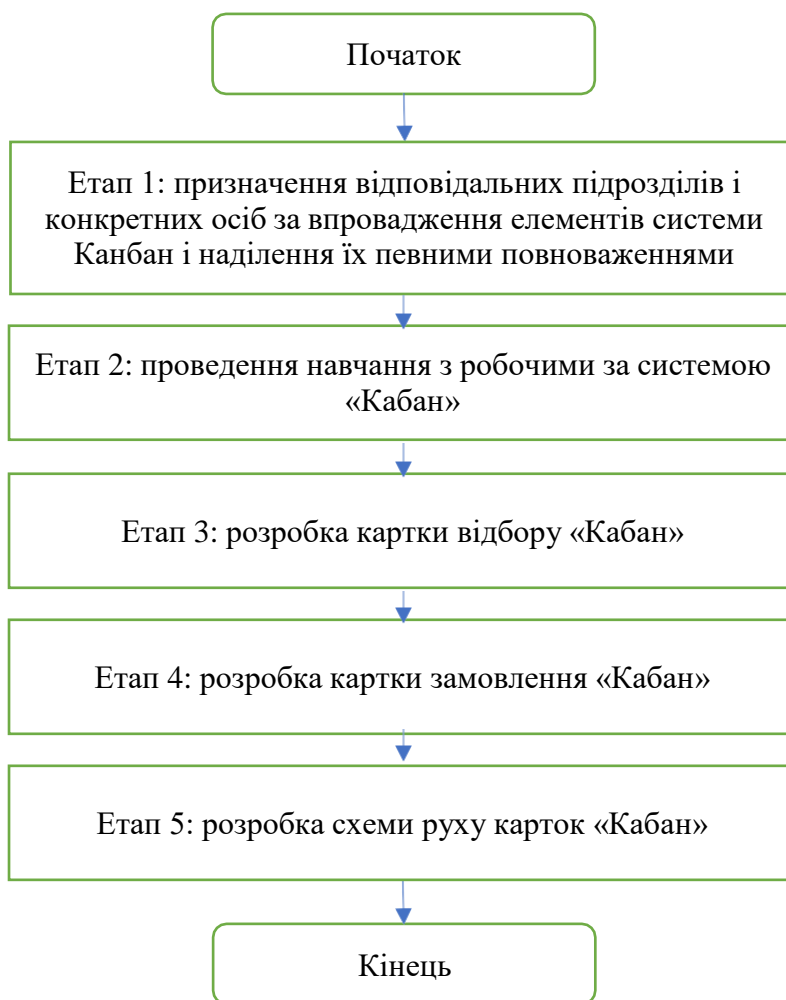 Початок
Етап 1: призначення відповідальних підрозділів і
конкретних осіб за впровадження елементів системи
Канбан і наділення їх певними повноваженнями
Етап 2: проведення навчання з робочими за системою
«Кабан»
Етап 3: розробка картки відбору «Кабан»
Етап 4: розробка картки замовлення «Кабан»
Етап 5: розробка схеми руху карток «Кабан»
Кінець